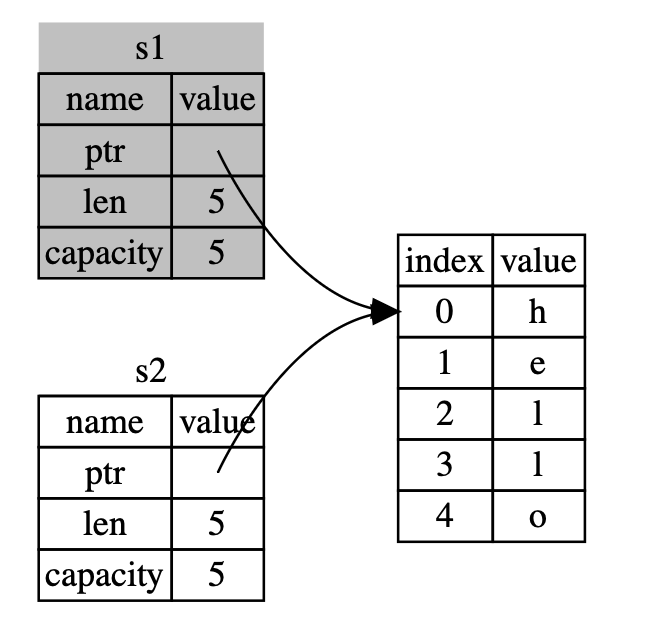 s1
name value
ptr
len 5
capacity 5
index value
0 h
1 e
2 l
3 l
4 o
s2
name value
ptr
len 5
capacity 5